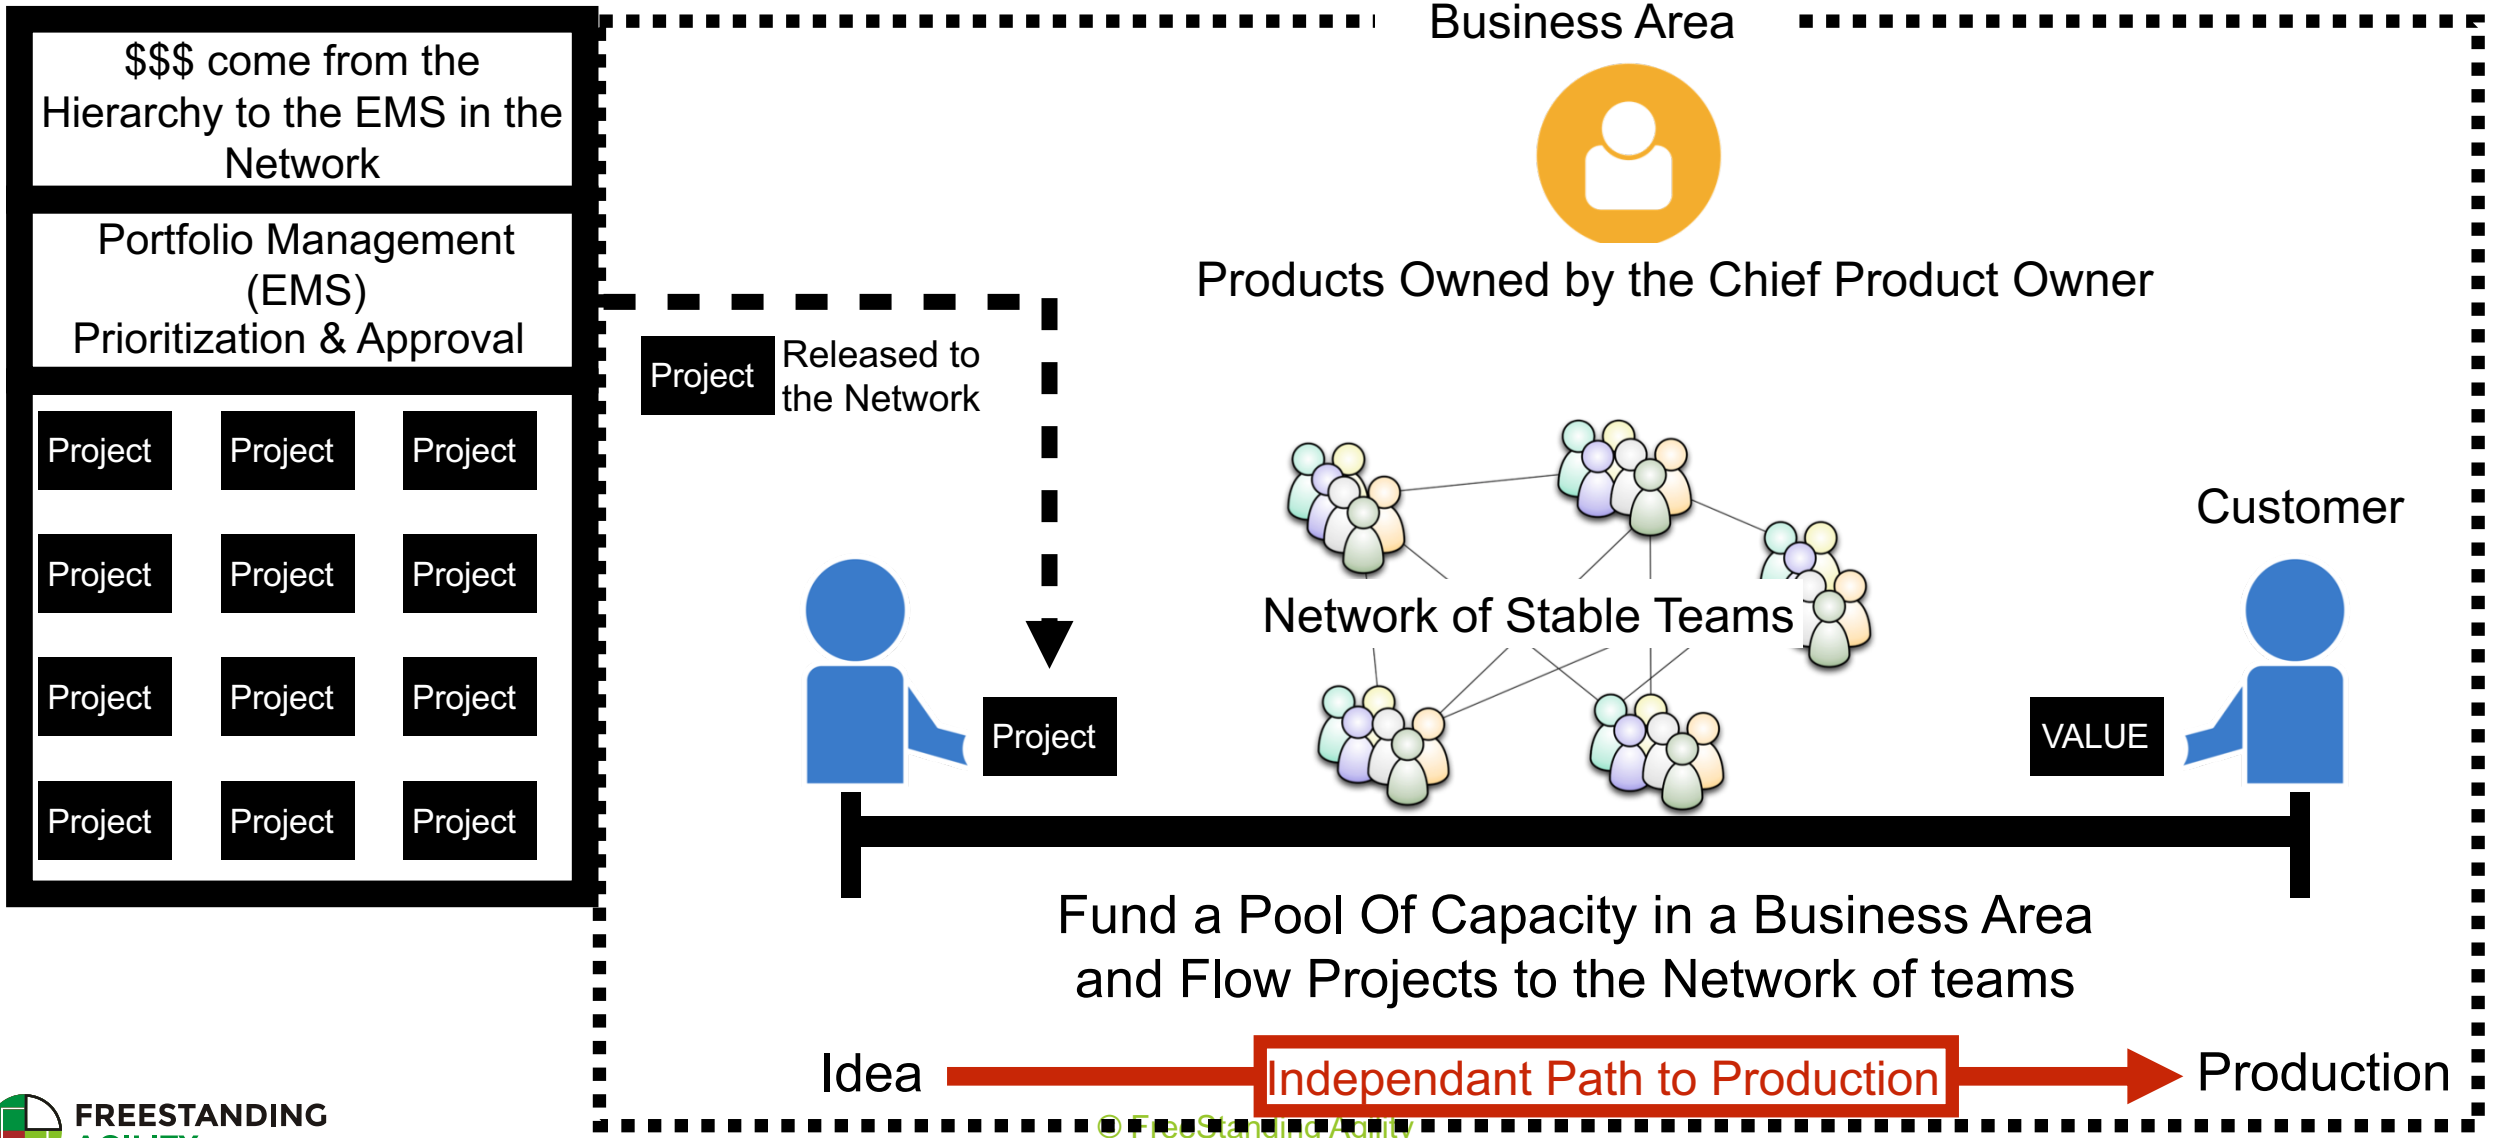 $$$ come from the
Hierarchy to the EMS in the
Network
Portfolio Management
(EMS)
Prioritization & Approval
Project Project Project
Project Project Project
Project Project Project
Project Project Project
Business Area
Products Owned by the Chief Product Owner
Project
Released to
the Network
Project
Network of Stable Teams
Customer
VALUE
Fund a Pool Of Capacity in a Business Area
and Flow Projects to the Network of teams
Idea
Independant Path to Production
Production
FREESTANDING
AGILITY
© FreeStanding Agility